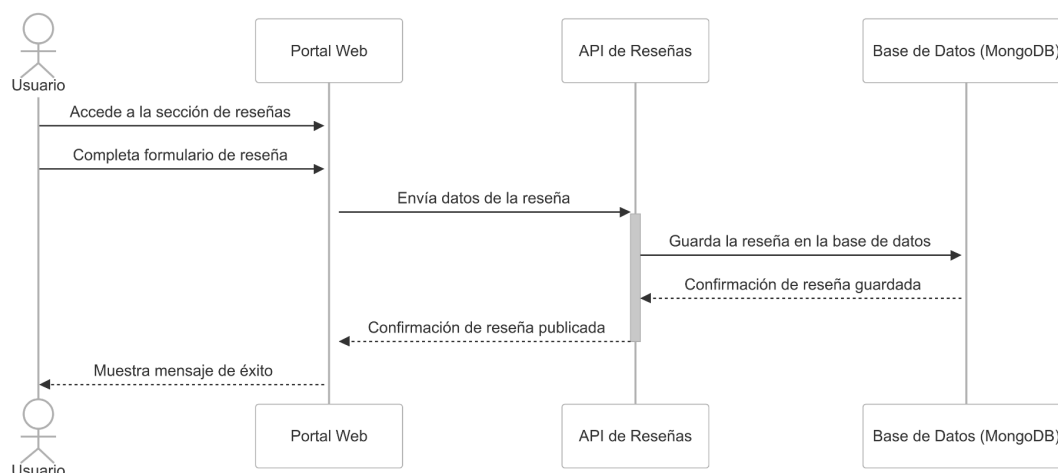 Usuario
Portal Web
API de Reseñas
Base de Datos (MongoDB)
Accede a la sección de reseñas
Completa formulario de reseña
Envía datos de la reseña
Guarda la reseña en la base de datos
Confirmación de reseña guardada
Confirmación de reseña publicada
Muestra mensaje de éxito
Usuario
Portal Web
API de Reseñas
Base de Datos (MongoDB)